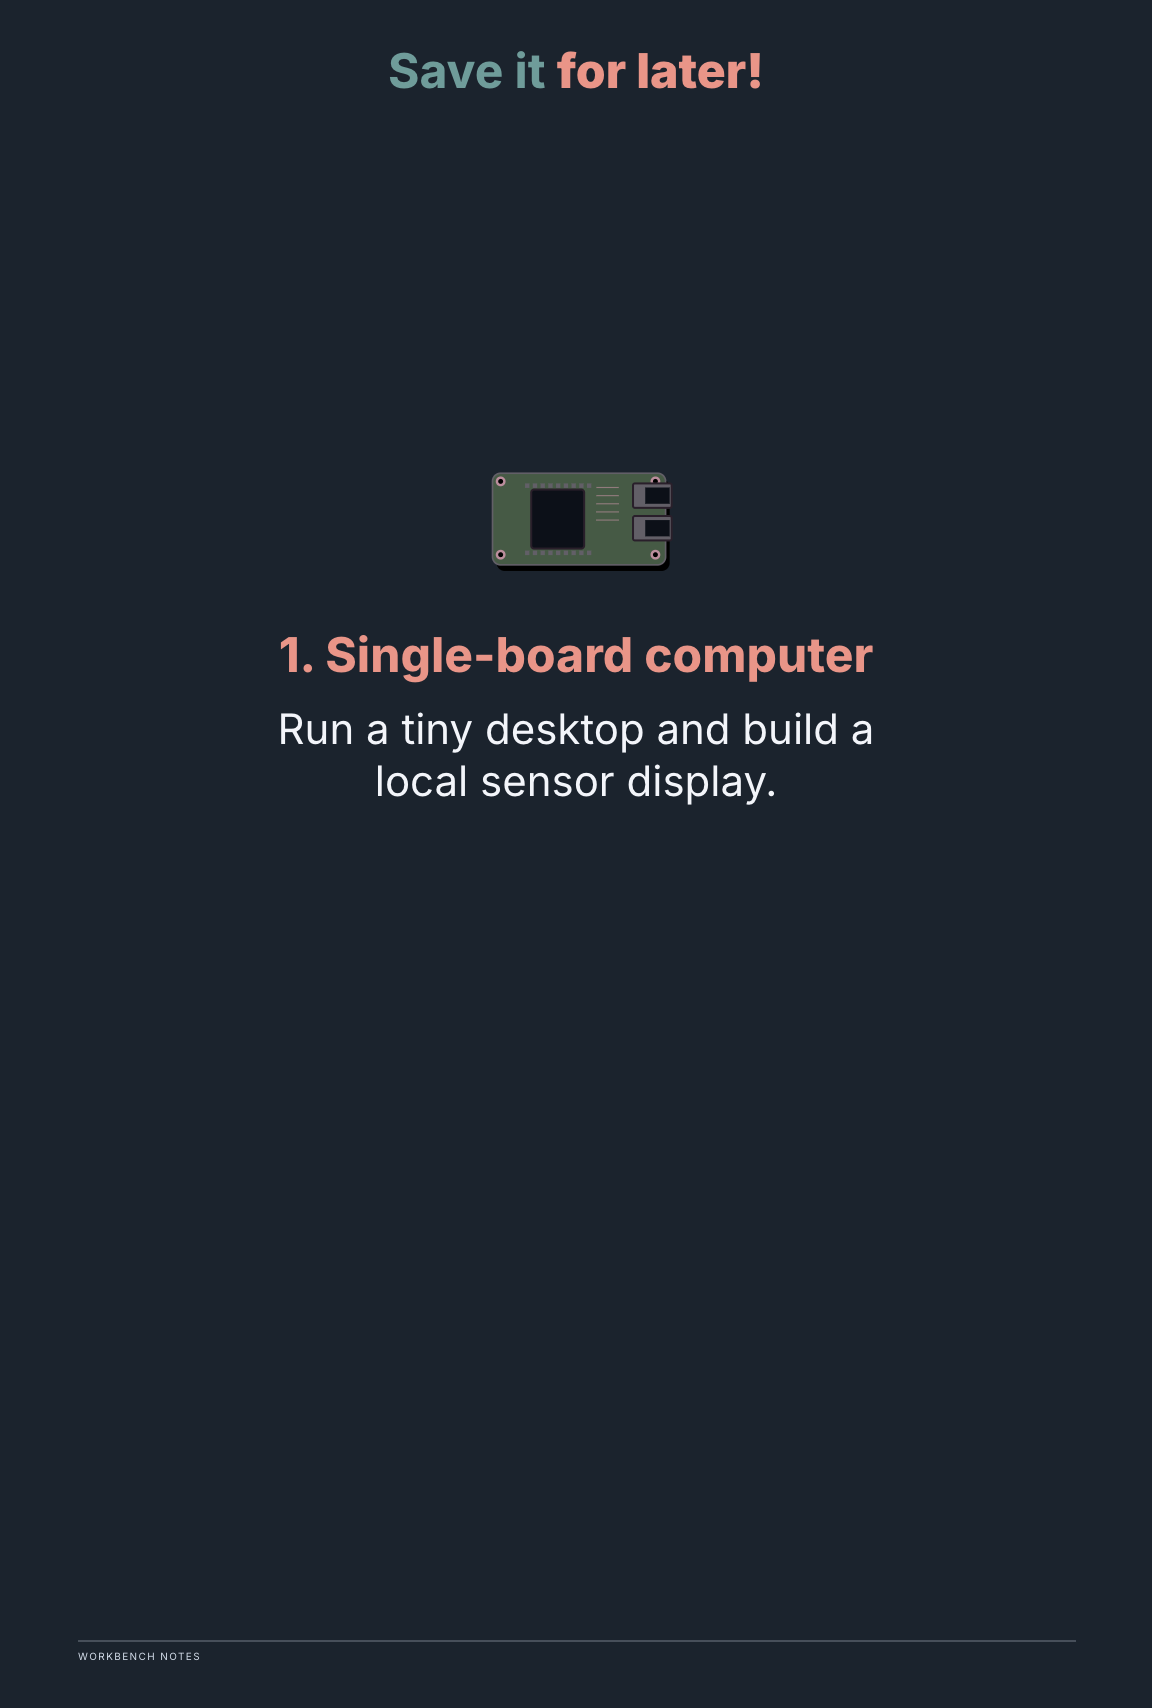 Save it for later!
1. Single-board computer
Run a tiny desktop and build a
local sensor display.
WORKBENCH NOTES